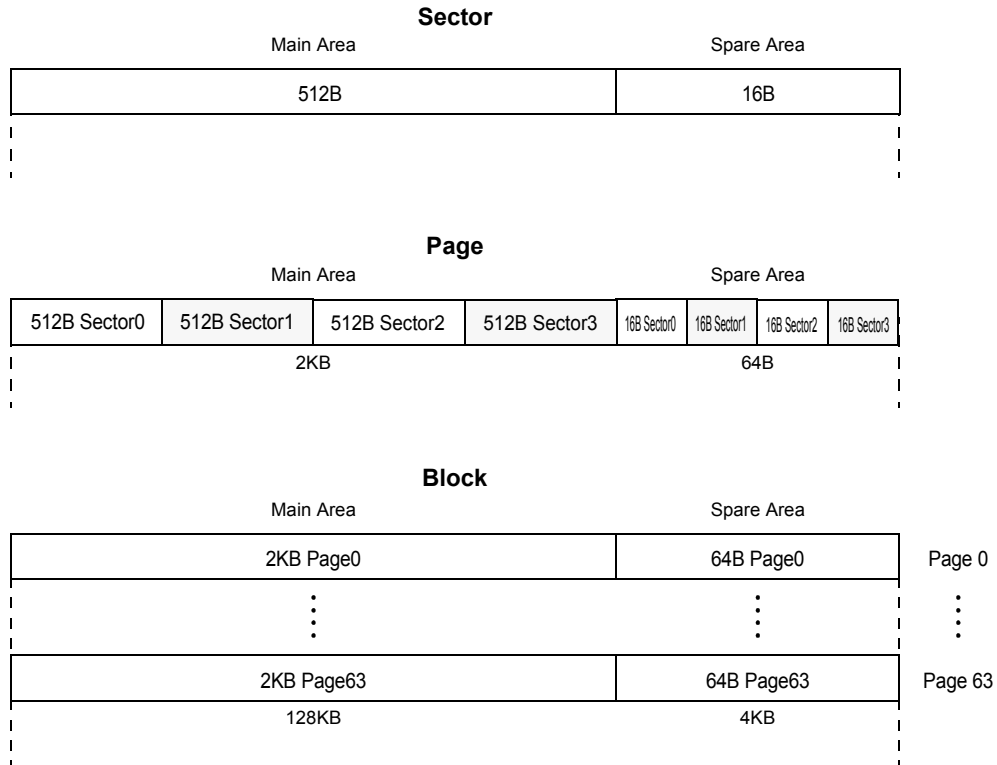 Sector
Main Area Spare Area
512B 16B
Page
Main Area Spare Area
512B Sector0 512B Sector1 512B Sector2 512B Sector3 16B Sector0 16B Sector1 16B Sector2 16B Sector3
2KB 64B
Block
Main Area Spare Area
2KB Page0 64B Page0 Page 0
2KB Page63 64B Page63 Page 63
128KB 4KB